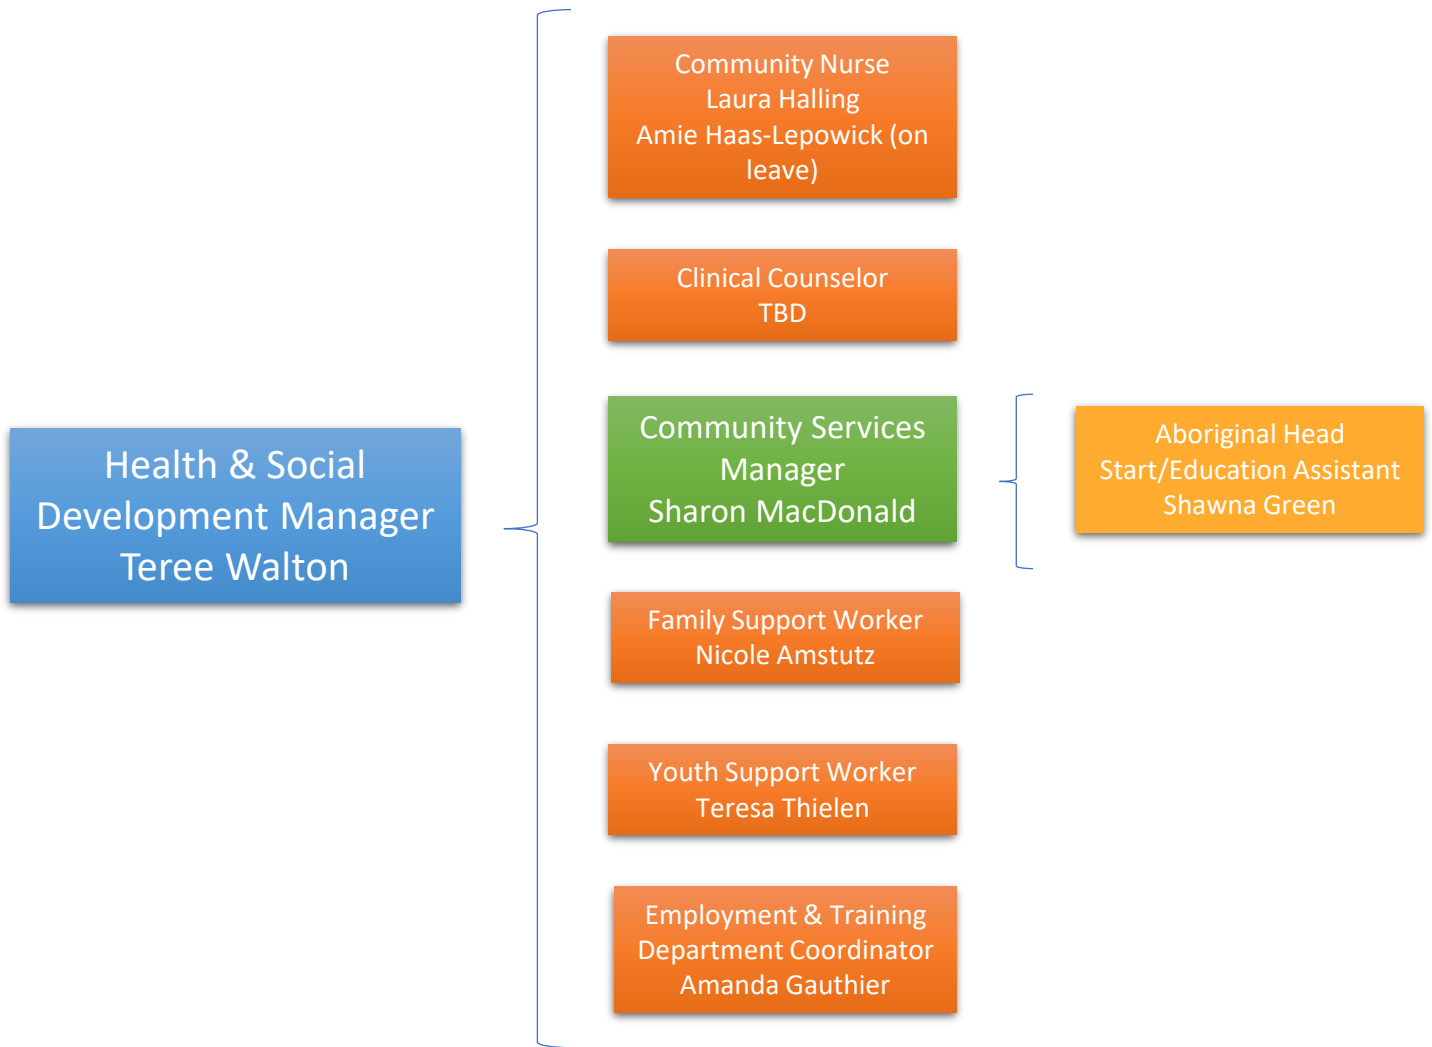 Community Nurse
Laura Halling
Amie Haas-Lepowick (on
leave)
Clinical Counselor
TBD
Health & Social
Development Manager
Teree Walton
Community Services
Manager
Sharon MacDonald
Aboriginal Head
Start/Education Assistant
Shawna Green
Family Support Worker
Nicole Amstutz
Youth Support Worker
Teresa Thielen
Employment & Training
Department Coordinator
Amanda Gauthier